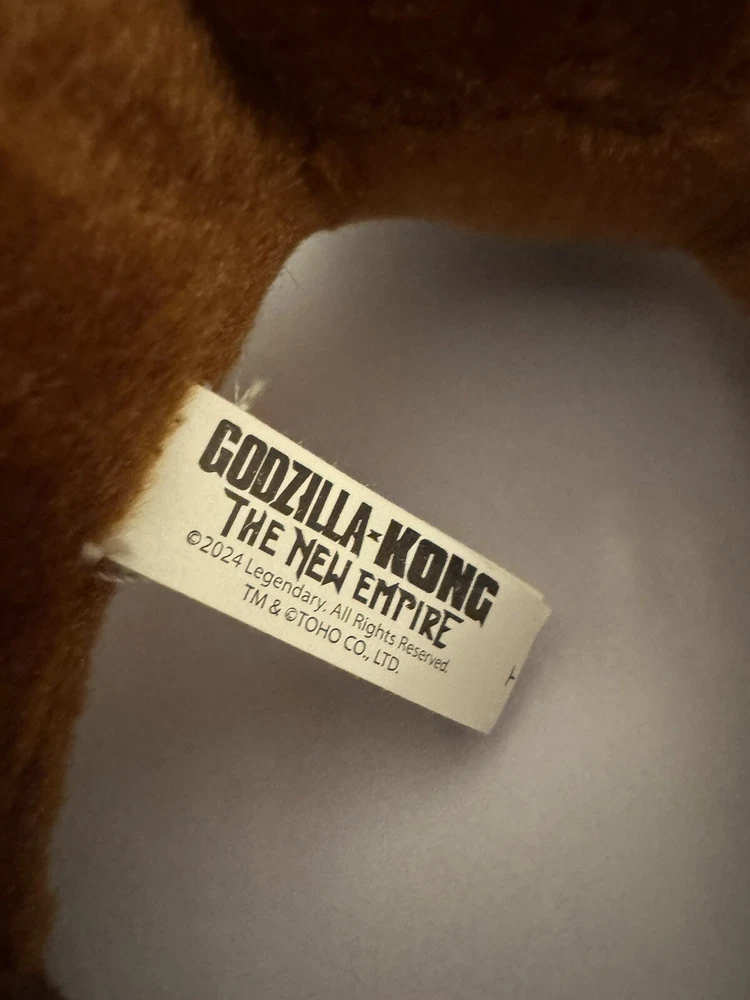 GODZILLA×KONG
THE NEW EMPIRE
©2024 Legendary. All Rights Reserved.
TM & ©TOHO CO., LTD.